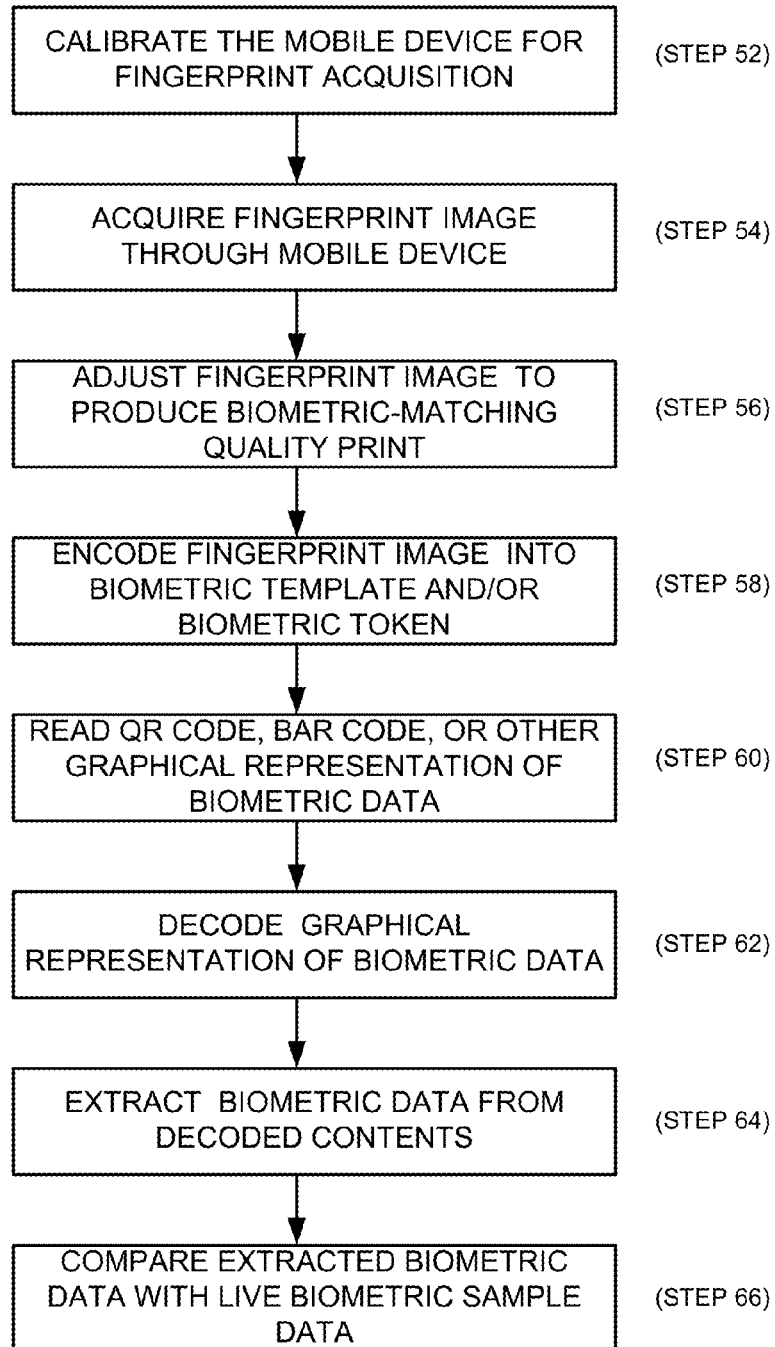 CALIBRATE THE MOBILE DEVICE FOR
FINGERPRINT ACQUISITION
(STEP 52)
ACQUIRE FINGERPRINT IMAGE
THROUGH MOBILE DEVICE
(STEP 54)
ADJUST FINGERPRINT IMAGE TO
PRODUCE BIOMETRIC-MATCHING
QUALITY PRINT
(STEP 56)
ENCODE FINGERPRINT IMAGE INTO
BIOMETRIC TEMPLATE AND/OR
BIOMETRIC TOKEN
(STEP 58)
READ QR CODE, BAR CODE, OR OTHER
GRAPHICAL REPRESENTATION OF
BIOMETRIC DATA
(STEP 60)
DECODE GRAPHICAL
REPRESENTATION OF BIOMETRIC DATA
(STEP 62)
EXTRACT BIOMETRIC DATA FROM
DECODED CONTENTS
(STEP 64)
COMPARE EXTRACTED BIOMETRIC
DATA WITH LIVE BIOMETRIC SAMPLE
DATA
(STEP 66)